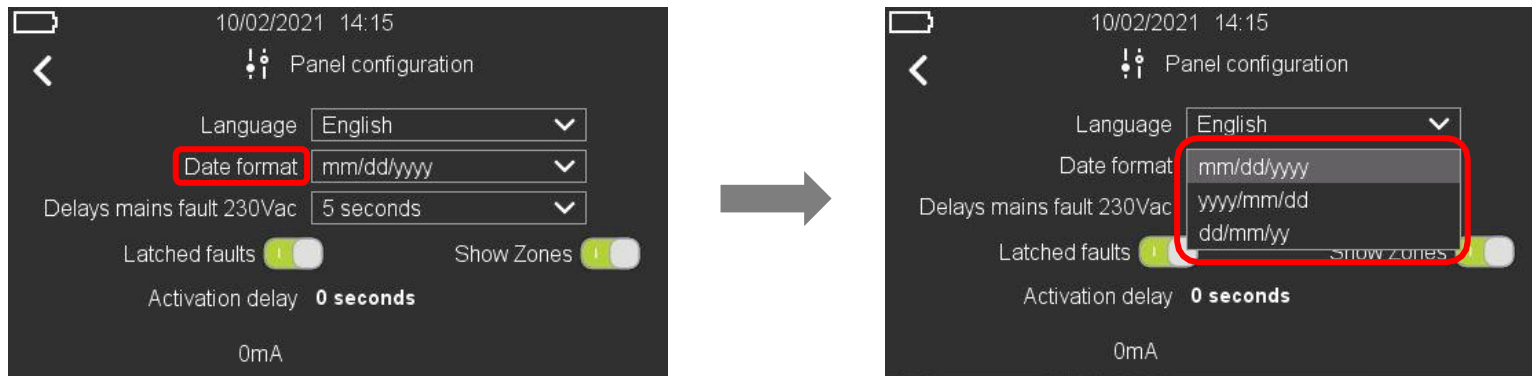 10/02/2021 14:15
Panel configuration
Language English
Date format mm/dd/yyyy
Delays mains fault 230Vac 5 seconds
Latched faults Show Zones
Activation delay 0 seconds
0mA
10/02/2021 14:15
Panel configuration
Language English
Date format mm/dd/yyyy
yyyy/mm/dd
Delays mains fault 230Vac
dd/mm/yy
Latched faults Show Zones
Activation delay 0 seconds
0mA